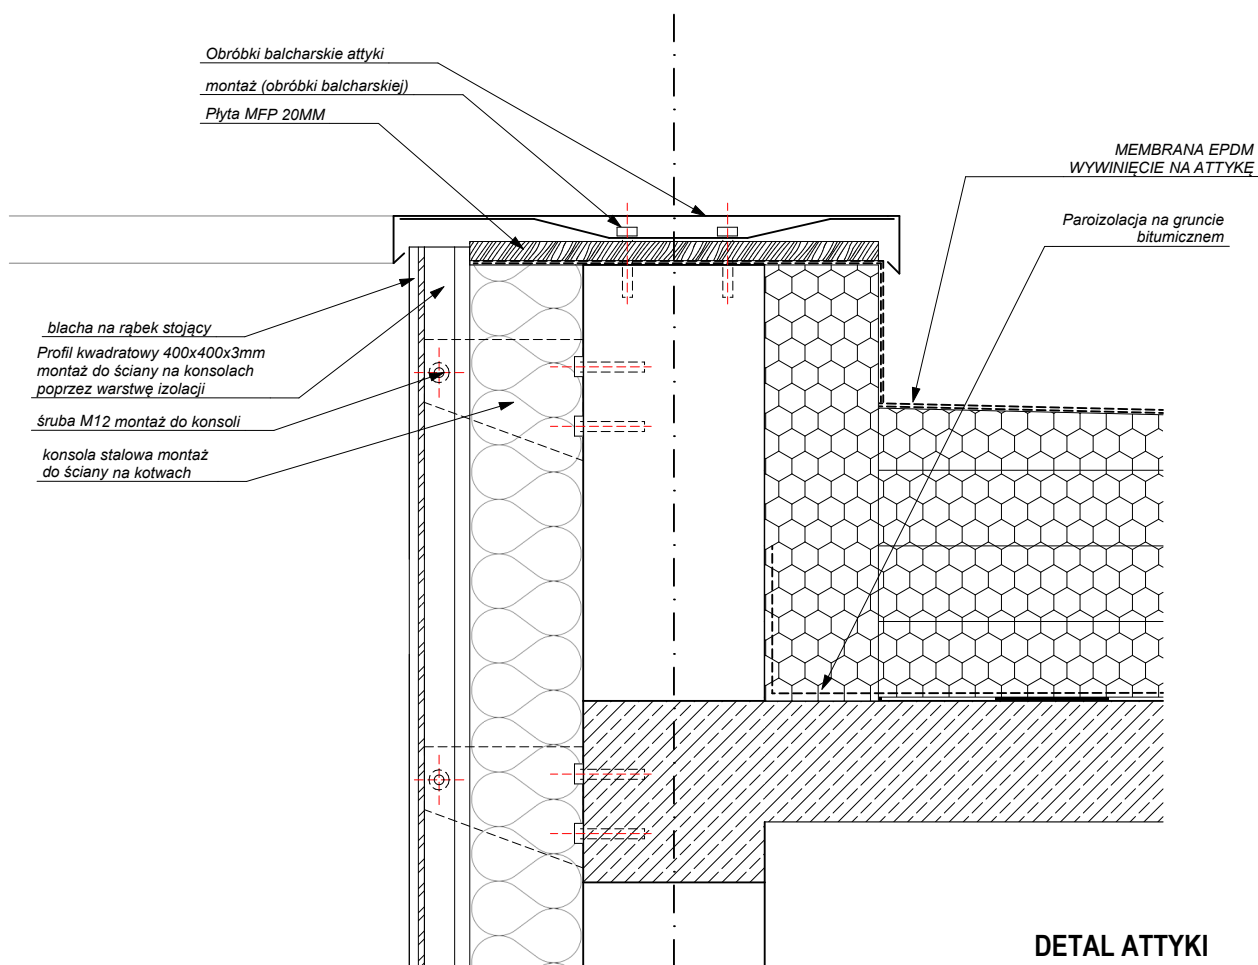 Obróbki balcharskie attyki
montaż (obróbki balcharskiej)
Płyta MFP 20MM
MEMBRANA EPDM
WYWINIĘCIE NA ATTYKĘ
Paroizolacja na gruncie
bitumicznem
blacha na rąbek stojący
Profil kwadratowy 400x400x3mm
montaż do ściany na konsolach
poprzez warstwę izolacji
śruba M12 montaż do konsoli
konsola stalowa montaż
do ściany na kotwach
DETAL ATTYKI